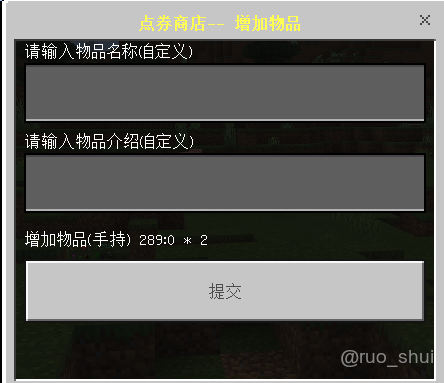 点券商店-- 增加物品
请输入物品名称(自定义)
请输入物品介绍(自定义)
增加物品(手持) 289:0 * 2
提交
@ruo_shui